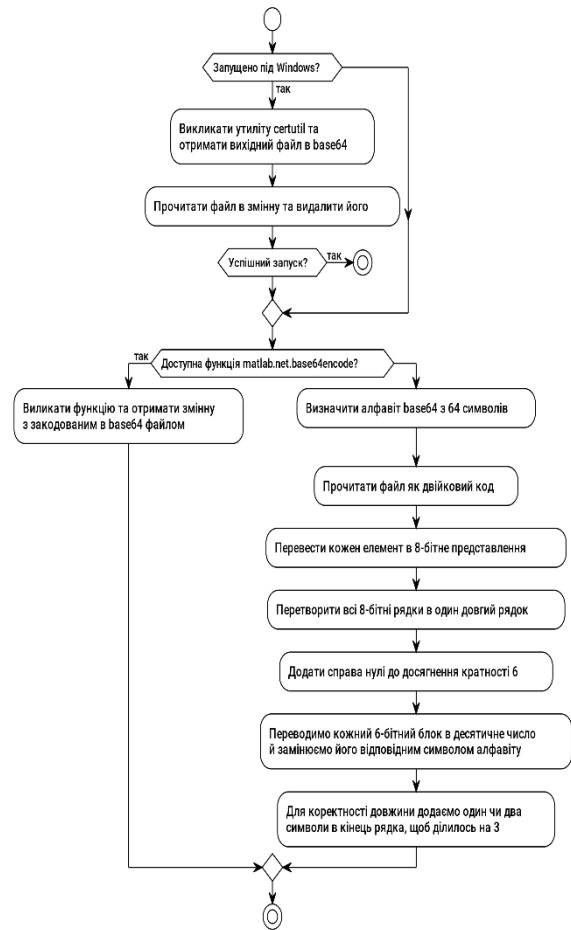 Запущено під Windows?
так
Викликати утиліту certutil та
отримати вихідний файл в base64
Прочитати файл в змінну та видалити його
Успішний запуск?
так
так
Доступна функція matlab.net.base64encode?
Виликати функцію та отримати змінну
з закодованим в base64 файлом
Визначити алфавіт base64 з 64 символів
Прочитати файл як двійковий код
Перевести кожен елемент в 8-бітне представлення
Перетворити всі 8-бітні рядки в один довгий рядок
Додати справа нулі до досягнення кратності 6
Переводимо кожний 6-бітний блок в десятичне число
й замінюємо його відповідним символом алфавіту
Для коректності довжини додаємо один чи два
символи в кінець рядка, щоб ділилось на 3